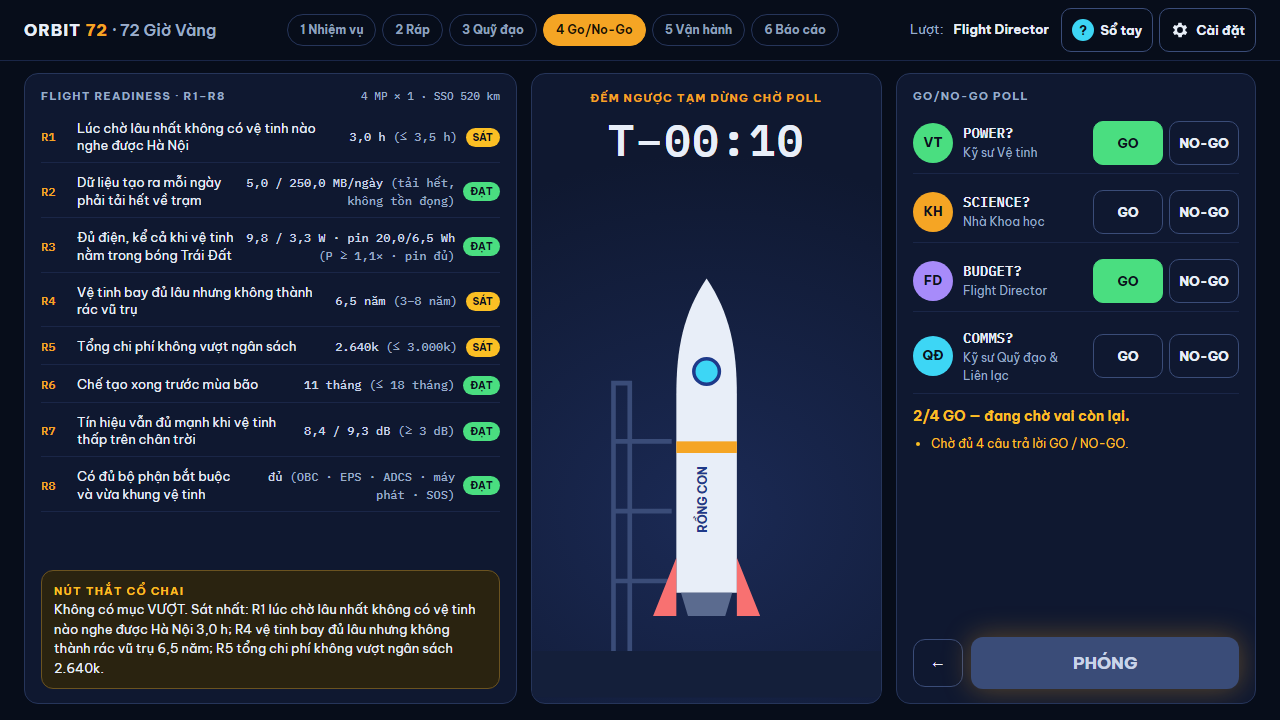 ORBIT 72 · 72 Giờ Vàng
1 Nhiệm vụ
2 Ráp
3 Quỹ đạo
4 Go/No-Go
5 Vận hành
6 Báo cáo
Lượt: Flight Director
? Sổ tay
Cài đặt
FLIGHT READINESS · R1–R8
4 MP × 1 · SSO 520 km
R1
Lúc chờ lâu nhất không có vệ tinh nào
nghe được Hà Nội
3,0 h (≤ 3,5 h)
SÁT
R2
Dữ liệu tạo ra mỗi ngày
phải tải hết về trạm
5,0 / 250,0 MB/ngày (tải hết,
không tồn đọng)
ĐẠT
R3
Đủ điện, kể cả khi vệ tinh
nằm trong bóng Trái Đất
9,8 / 3,3 W · pin 20,0/6,5 Wh
(P ≥ 1,1× · pin đủ)
ĐẠT
R4
Vệ tinh bay đủ lâu nhưng không thành
rác vũ trụ
6,5 năm (3–8 năm)
SÁT
R5
Tổng chi phí không vượt ngân sách
2.640k (≤ 3.000k)
SÁT
R6
Chế tạo xong trước mùa bão
11 tháng (≤ 18 tháng)
ĐẠT
R7
Tín hiệu vẫn đủ mạnh khi vệ tinh
thấp trên chân trời
8,4 / 9,3 dB (≥ 3 dB)
ĐẠT
R8
Có đủ bộ phận bắt buộc
và vừa khung vệ tinh
đủ (OBC · EPS · ADCS · máy
phát · SOS)
ĐẠT
NÚT THẮT CỔ CHAI
Không có mục VƯỢT. Sát nhất: R1 lúc chờ lâu nhất không có vệ tinh
nào nghe được Hà Nội 3,0 h; R4 vệ tinh bay đủ lâu nhưng không
thành rác vũ trụ 6,5 năm; R5 tổng chi phí không vượt ngân sách
2.640k.
ĐẾM NGƯỢC TẠM DỪNG CHỜ POLL
T–00:10
RỒNG CON
GO/NO-GO POLL
VT
POWER?
Kỹ sư Vệ tinh
GO
NO-GO
KH
SCIENCE?
Nhà Khoa học
GO
NO-GO
FD
BUDGET?
Flight Director
GO
NO-GO
QĐ
COMMS?
Kỹ sư Quỹ đạo &
Liên lạc
GO
NO-GO
2/4 GO — đang chờ vai còn lại.
• Chờ đủ 4 câu trả lời GO / NO-GO.
←
PHÓNG